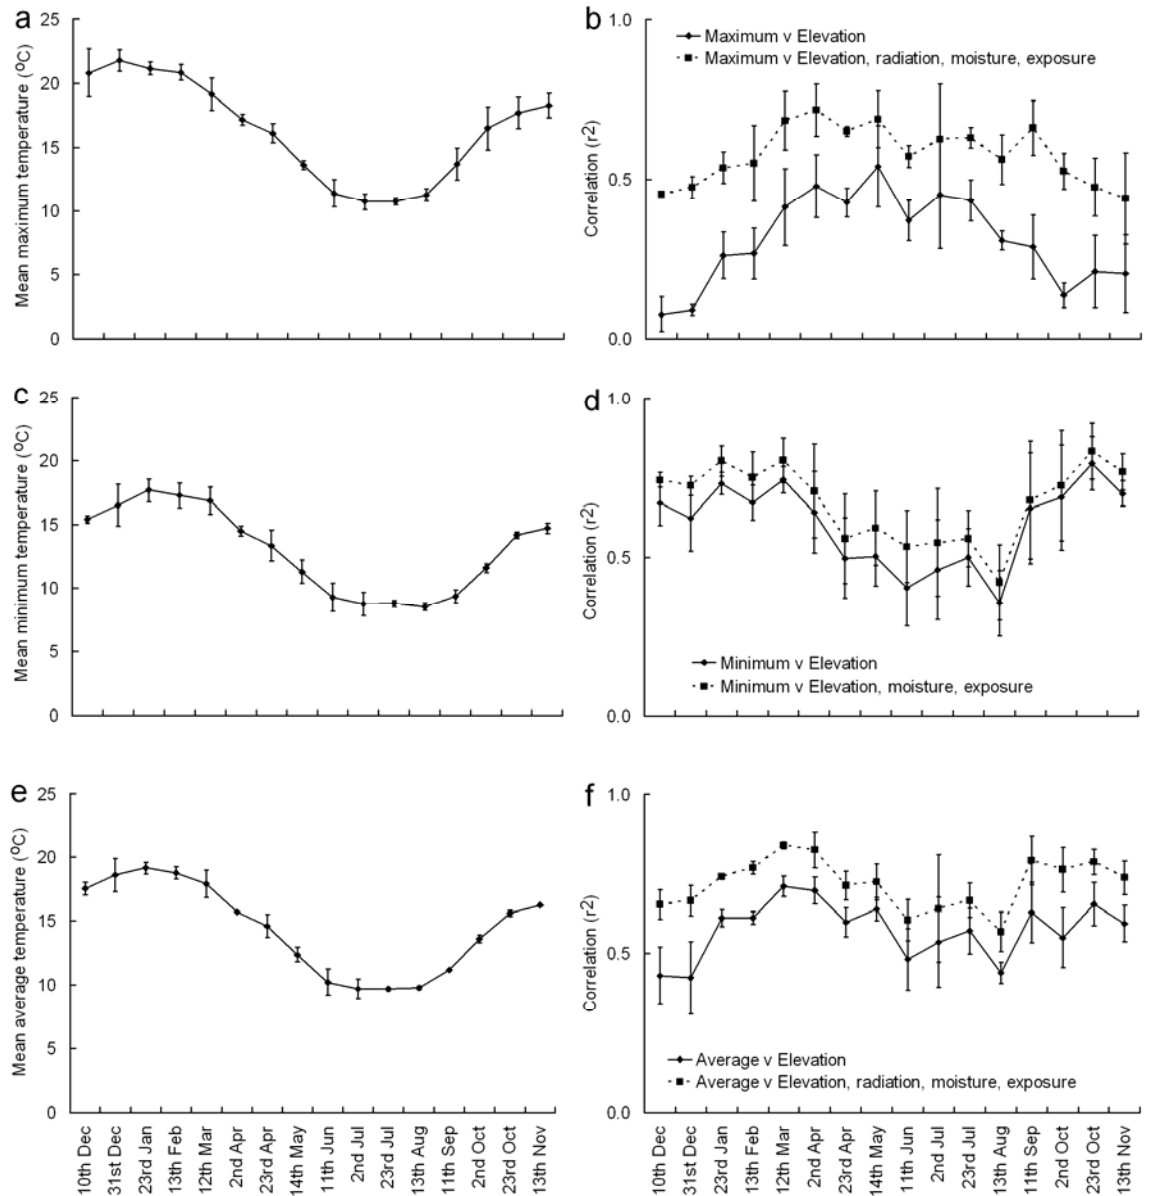 a
25
20
15
10
5
0
Mean maximum temperature (°C)
b
1.0
0.5
0.0
Correlation (r2)
Maximum v Elevation
Maximum v Elevation, radiation, moisture, exposure
c
25
20
15
10
5
0
Mean minimum temperature (°C)
d
1.0
0.5
0.0
Correlation (r2)
Minimum v Elevation
Minimum v Elevation, moisture, exposure
e
25
20
15
10
5
0
Mean average temperature (°C)
10th Dec
31st Dec
23rd Jan
13th Feb
12th Mar
2nd Apr
23rd Apr
14th May
11th Jun
2nd Jul
23rd Jul
13th Aug
11th Sep
2nd Oct
23rd Oct
13th Nov
f
1.0
0.5
0.0
Correlation (r2)
Average v Elevation
Average v Elevation, radiation, moisture, exposure
10th Dec
31st Dec
23rd Jan
13th Feb
12th Mar
2nd Apr
23rd Apr
14th May
11th Jun
2nd Jul
23rd Jul
13th Aug
11th Sep
2nd Oct
23rd Oct
13th Nov